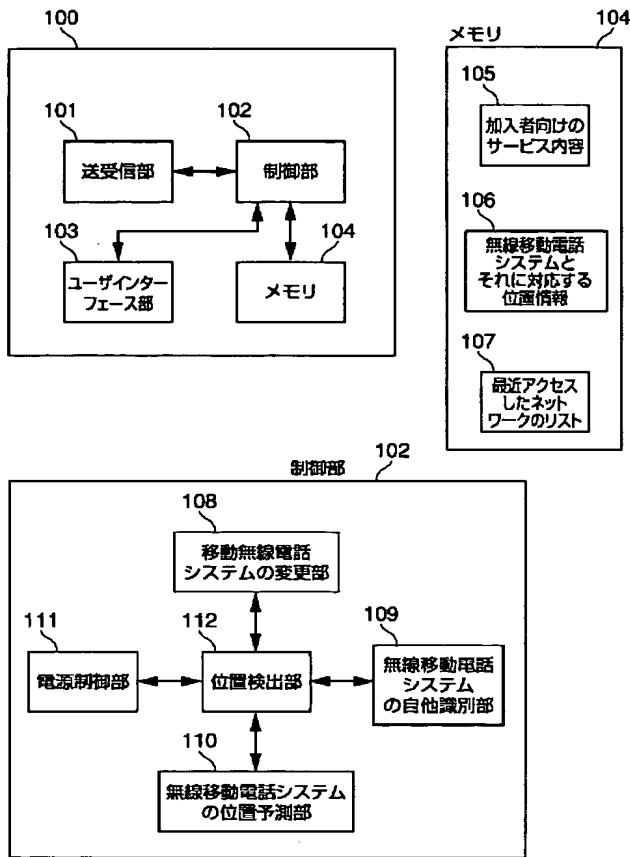 100
101
送受信部
102
制御部
103
ユーザインター
フェース部
104
メモリ
メモリ
104
105
加入者向けの
サービス内容
106
無線移動電話
システムと
それに対応する
位置情報
107
最近アクセス
したネット
ワークのリスト
制御部
102
108
移動無線電話
システムの変更部
111
電源制御部
112
位置検出部
109
無線移動電話
システム
の自他識別部
110
無線移動電話システム
の位置予測部